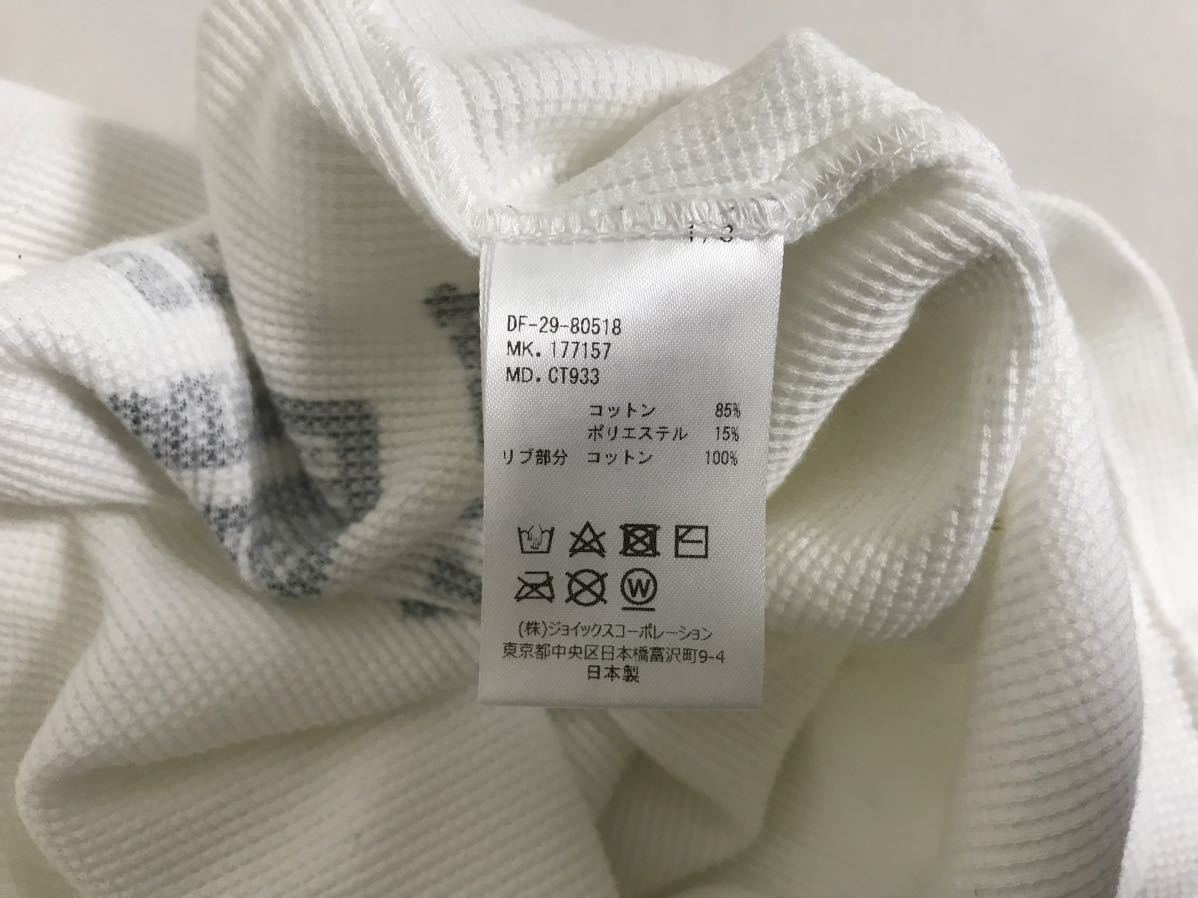 DF-29-80518
MK. 177157
MD. CT933
コットン 85%
ポリエステル 15%
リブ部分 コットン 100%
W
(株)ジョイックスコーポレーション
東京都中央区日本橋富沢町9-4
日本製